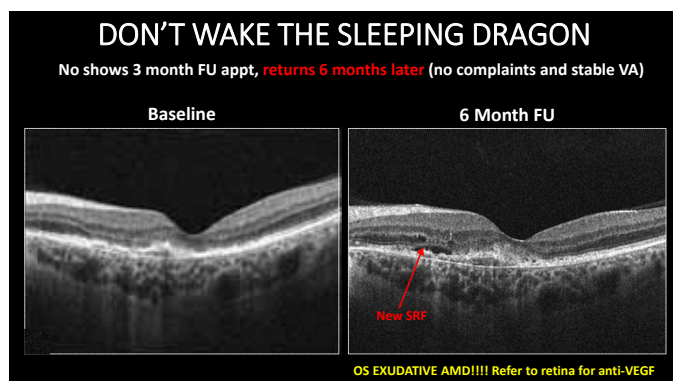 DON'T WAKE THE SLEEPING DRAGON
No shows 3 month FU appt, returns 6 months later (no complaints and stable VA)
Baseline
6 Month FU
New SRF
OS EXUDATIVE AMD!!!! Refer to retina for anti-VEGF